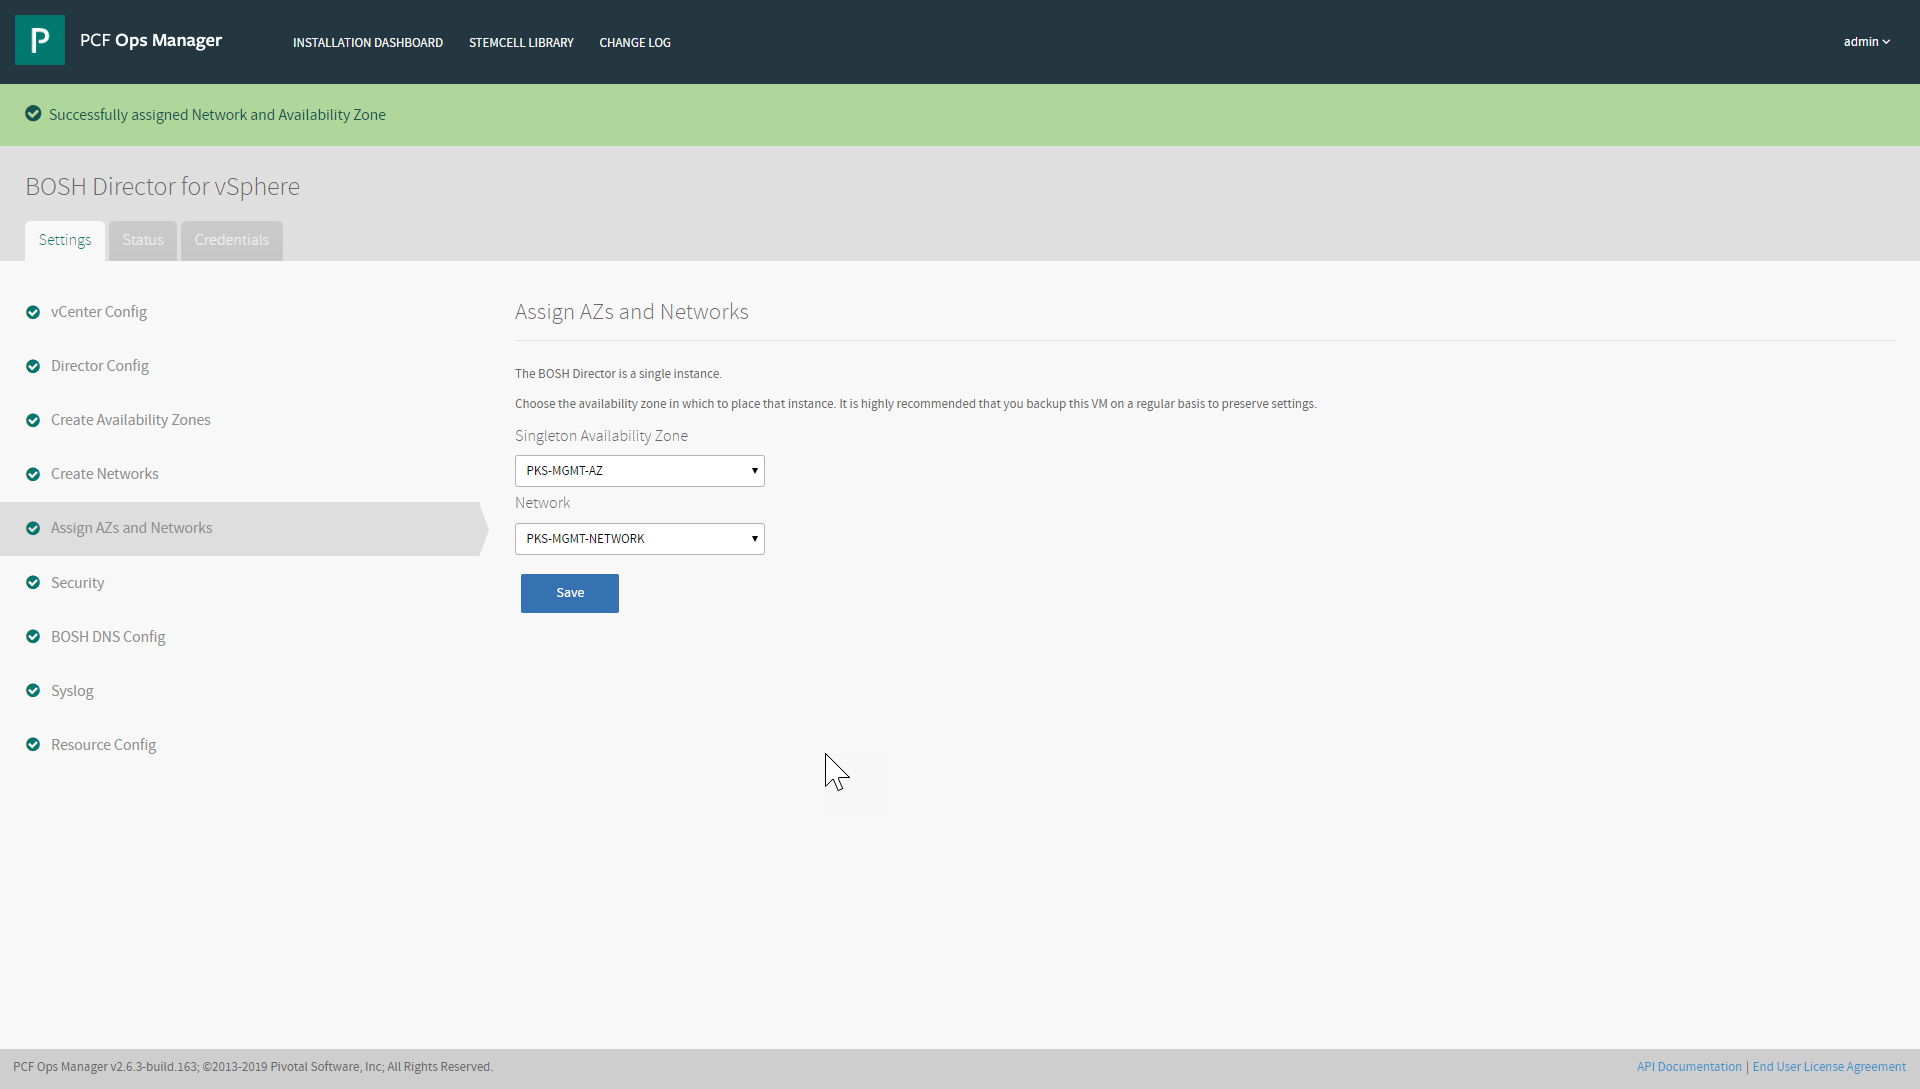 PCF Ops Manager
INSTALLATION DASHBOARD
STEMCELL LIBRARY
CHANGE LOG
admin
Successfully assigned Network and Availability Zone
BOSH Director for vSphere
Settings
Status
Credentials
vCenter Config
Director Config
Create Availability Zones
Create Networks
Assign AZs and Networks
Security
BOSH DNS Config
Syslog
Resource Config
Assign AZs and Networks
The BOSH Director is a single instance.
Choose the availability zone in which to place that instance. It is highly recommended that you backup this VM on a regular basis to preserve settings.
Singleton Availability Zone
PKS-MGMT-AZ
Network
PKS-MGMT-NETWORK
Save
PCF Ops Manager v2.6.3-build.163; ©2013-2019 Pivotal Software, Inc; All Rights Reserved.
API Documentation | End User License Agreement